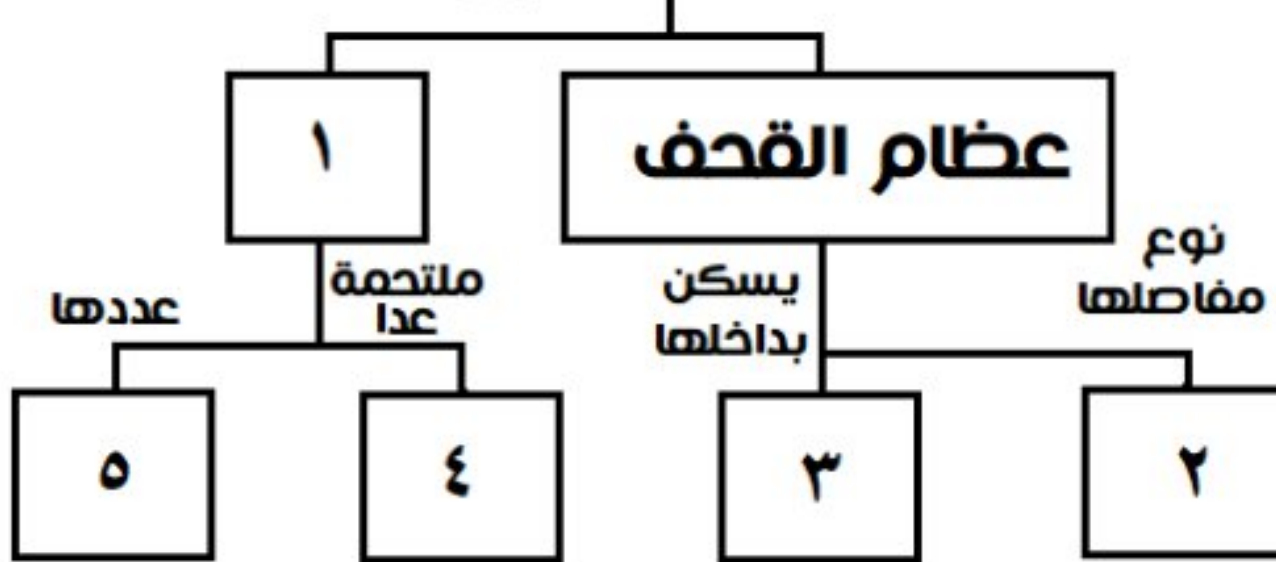 عظام القحف
١
نوع
مفاصلها
يسكن
بداخلها
ملتحمة
عدا
عددها
٢
٣
٤
٥